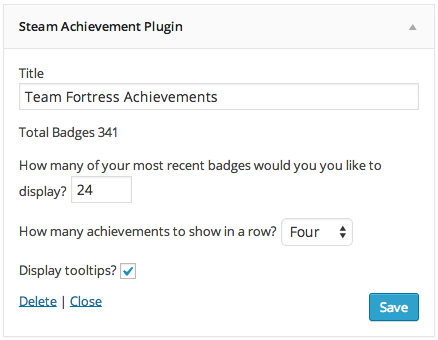 Steam Achievement Plugin
Title
Team Fortress Achievements
Total Badges 341
How many of your most recent badges would you you like to
display? 24
How many achievements to show in a row? Four
Display tooltips?
Delete | Close
Save